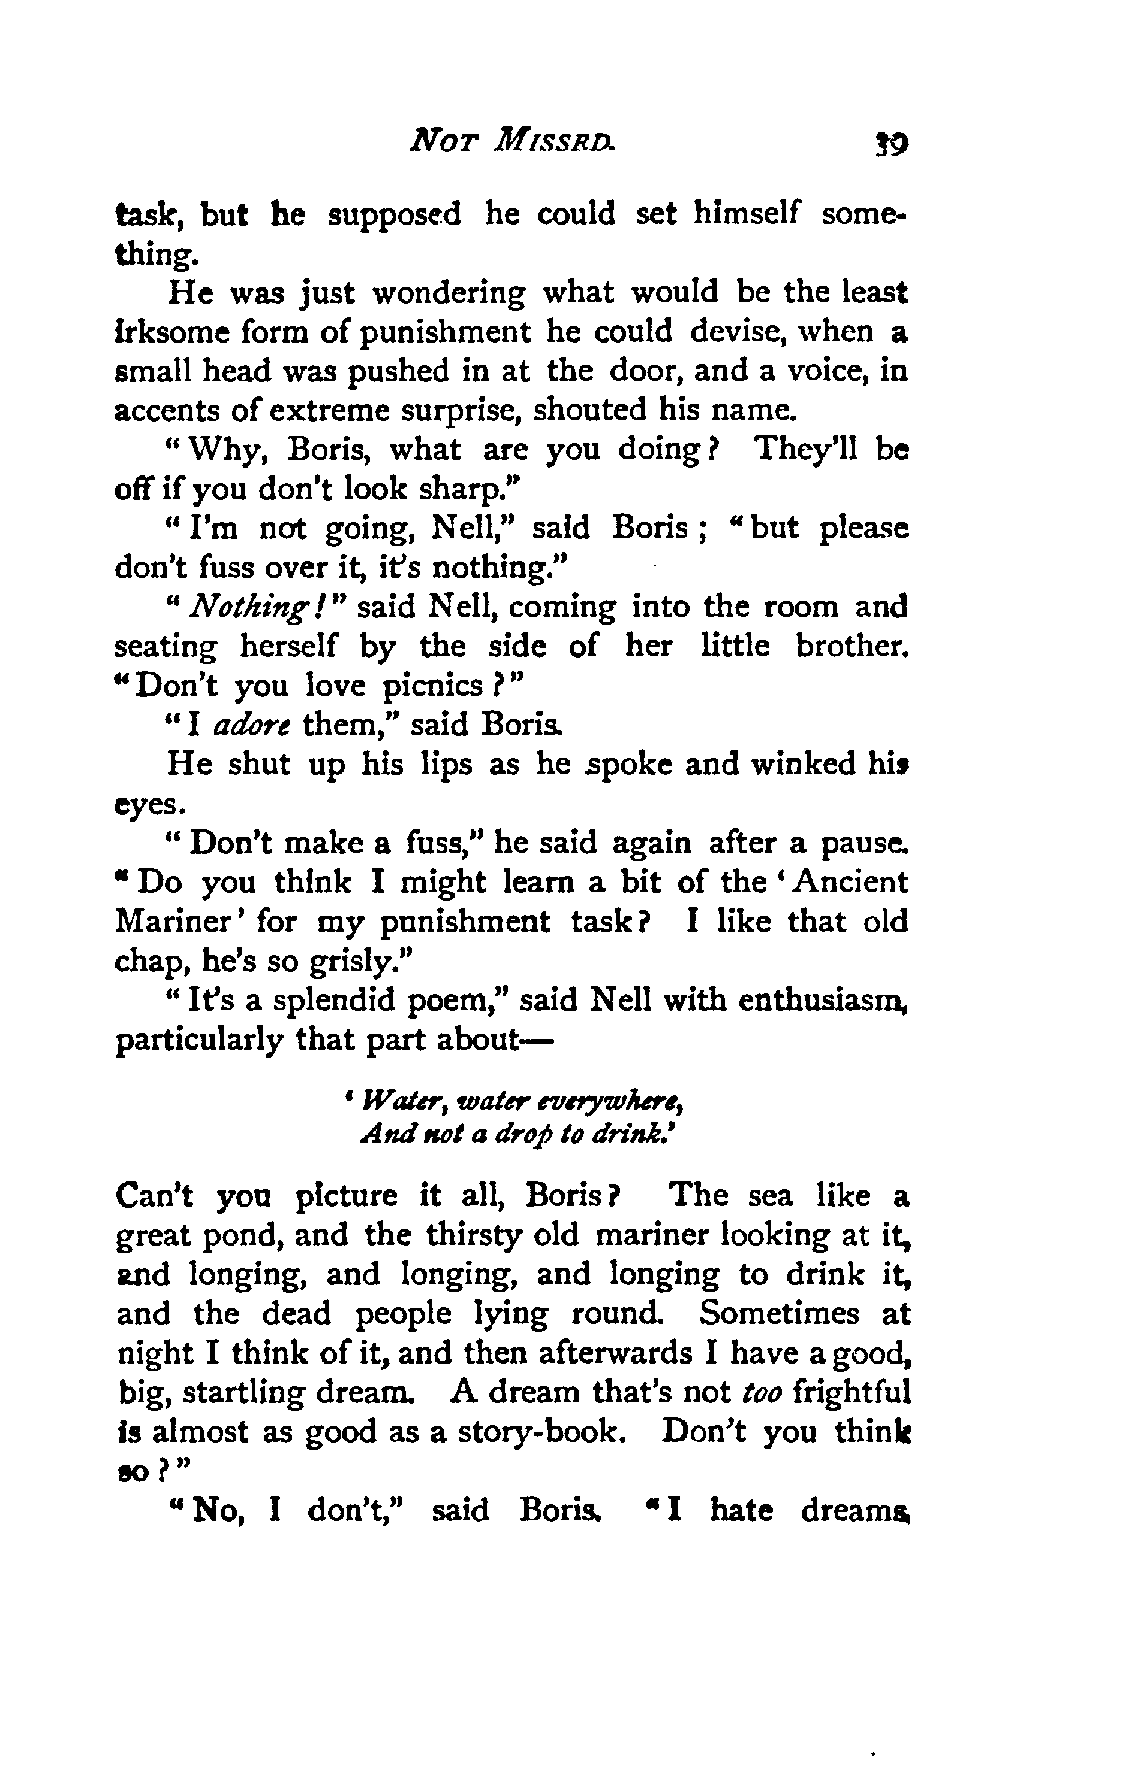 NOT MISSED. 39
task, but he supposed he could set himself some-
thing.
He was just wondering what would be the least
irksome form of punishment he could devise, when a
small head was pushed in at the door, and a voice, in
accents of extreme surprise, shouted his name.
"Why, Boris, what are you doing? They'll be
off if you don't look sharp."
"I'm not going, Nell," said Boris; "but please
don't fuss over it, it's nothing."
"Nothing!" said Nell, coming into the room and
seating herself by the side of her little brother.
"Don't you love picnics?"
"I adore them," said Boris.
He shut up his lips as he spoke and winked his
eyes.
"Don't make a fuss," he said again after a pause.
"Do you think I might learn a bit of the 'Ancient
Mariner' for my punishment task? I like that old
chap, he's so grisly."
"It's a splendid poem," said Nell with enthusiasm,
particularly that part about—
'Water, water everywhere,
And not a drop to drink.'
Can't you picture it all, Boris? The sea like a
great pond, and the thirsty old mariner looking at it,
and longing, and longing, and longing to drink it,
and the dead people lying round. Sometimes at
night I think of it, and then afterwards I have a good,
big, startling dream. A dream that's not too frightful
is almost as good as a story-book. Don't you think
so?"
"No, I don't," said Boris. "I hate dreams,